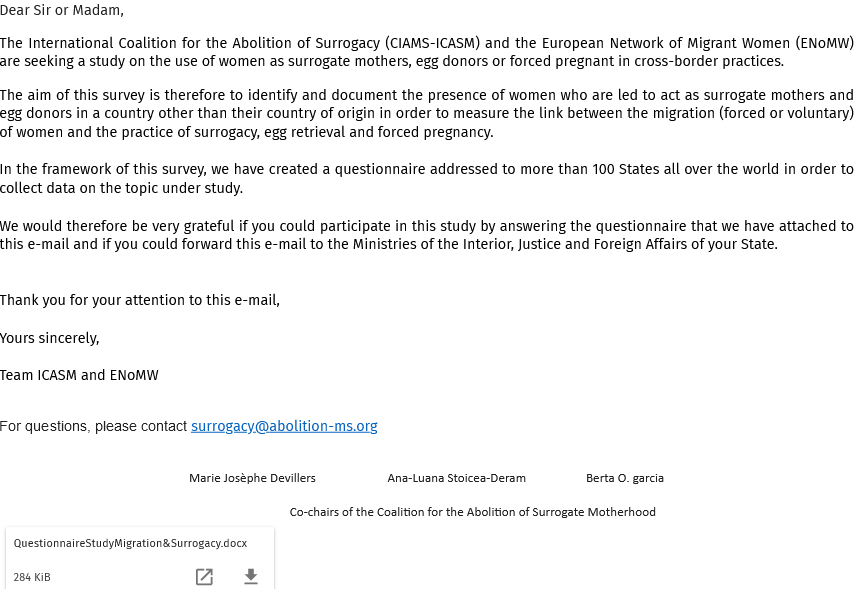 Dear Sir or Madam,
The International Coalition for the Abolition of Surrogacy (CIAMS-ICASM) and the European Network of Migrant Women (ENoMW)
are seeking a study on the use of women as surrogate mothers, egg donors or forced pregnant in cross-border practices.
The aim of this survey is therefore to identify and document the presence of women who are led to act as surrogate mothers and
egg donors in a country other than their country of origin in order to measure the link between the migration (forced or voluntary)
of women and the practice of surrogacy, egg retrieval and forced pregnancy.
In the framework of this survey, we have created a questionnaire addressed to more than 100 States all over the world in order to
collect data on the topic under study.
We would therefore be very grateful if you could participate in this study by answering the questionnaire that we have attached to
this e-mail and if you could forward this e-mail to the Ministries of the Interior, Justice and Foreign Affairs of your State.
Thank you for your attention to this e-mail,
Yours sincerely,
Team ICASM and ENoMW
For questions, please contact surrogacy@abolition-ms.org
Marie Josèphe Devillers Ana-Luana Stoicea-Deram Berta O. garcia
Co-chairs of the Coalition for the Abolition of Surrogate Motherhood
QuestionnaireStudyMigration&Surrogacy.docx
284 KiB